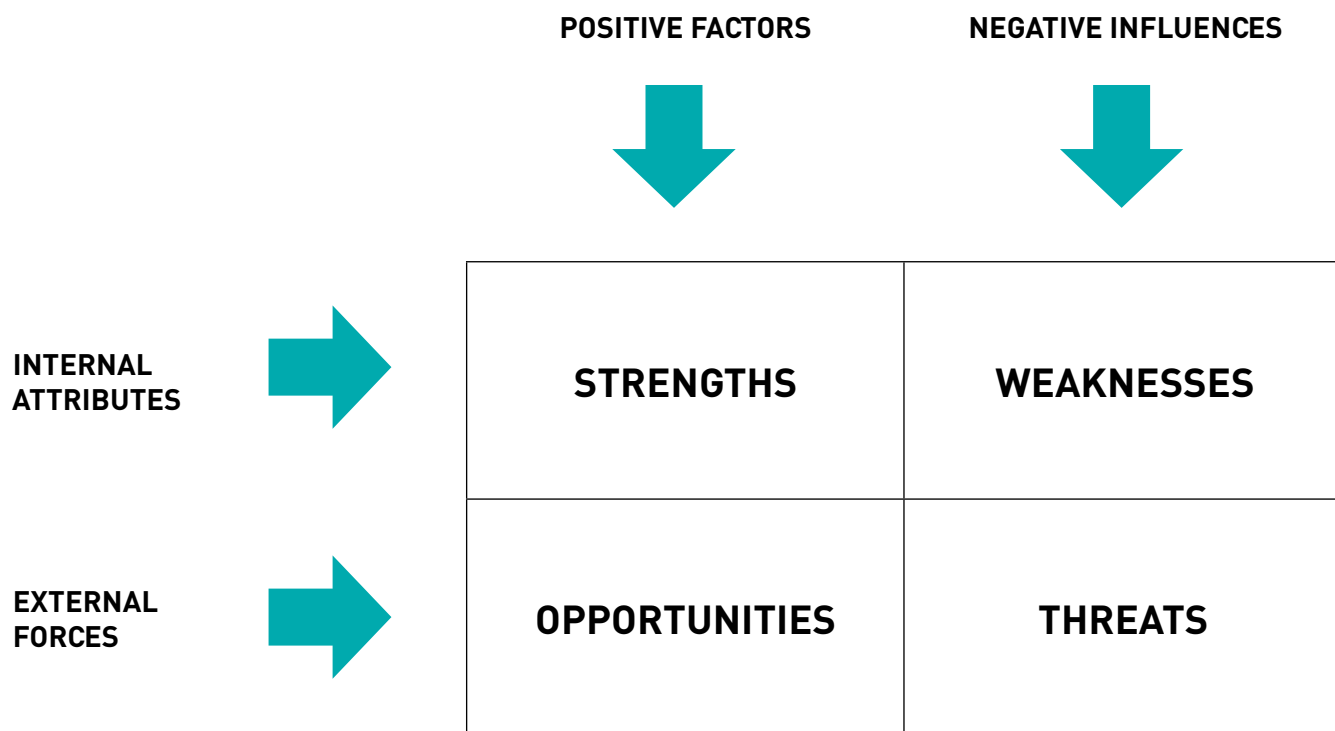 POSITIVE FACTORS
NEGATIVE INFLUENCES
INTERNAL
ATTRIBUTES
STRENGTHS
WEAKNESSES
EXTERNAL
FORCES
OPPORTUNITIES
THREATS